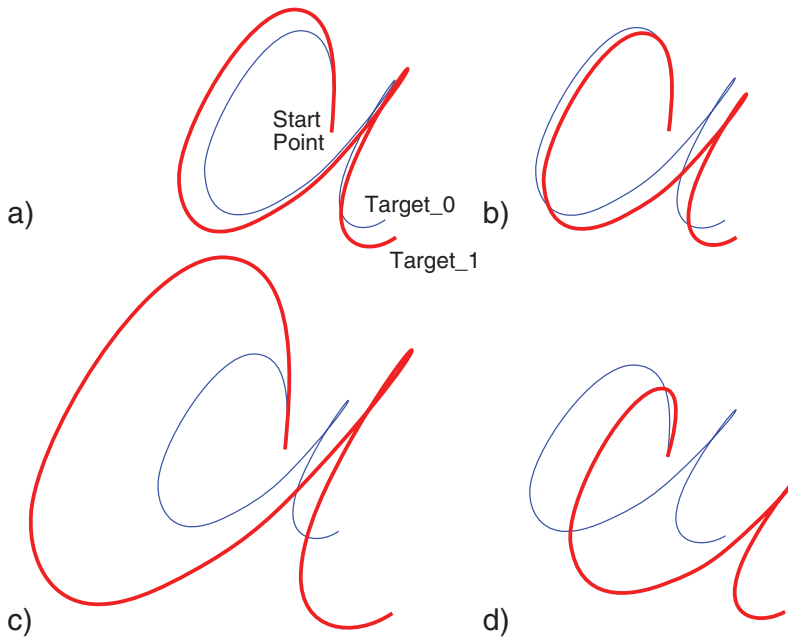 Start
Point
a)
Target_0
b)
Target_1
c)
d)